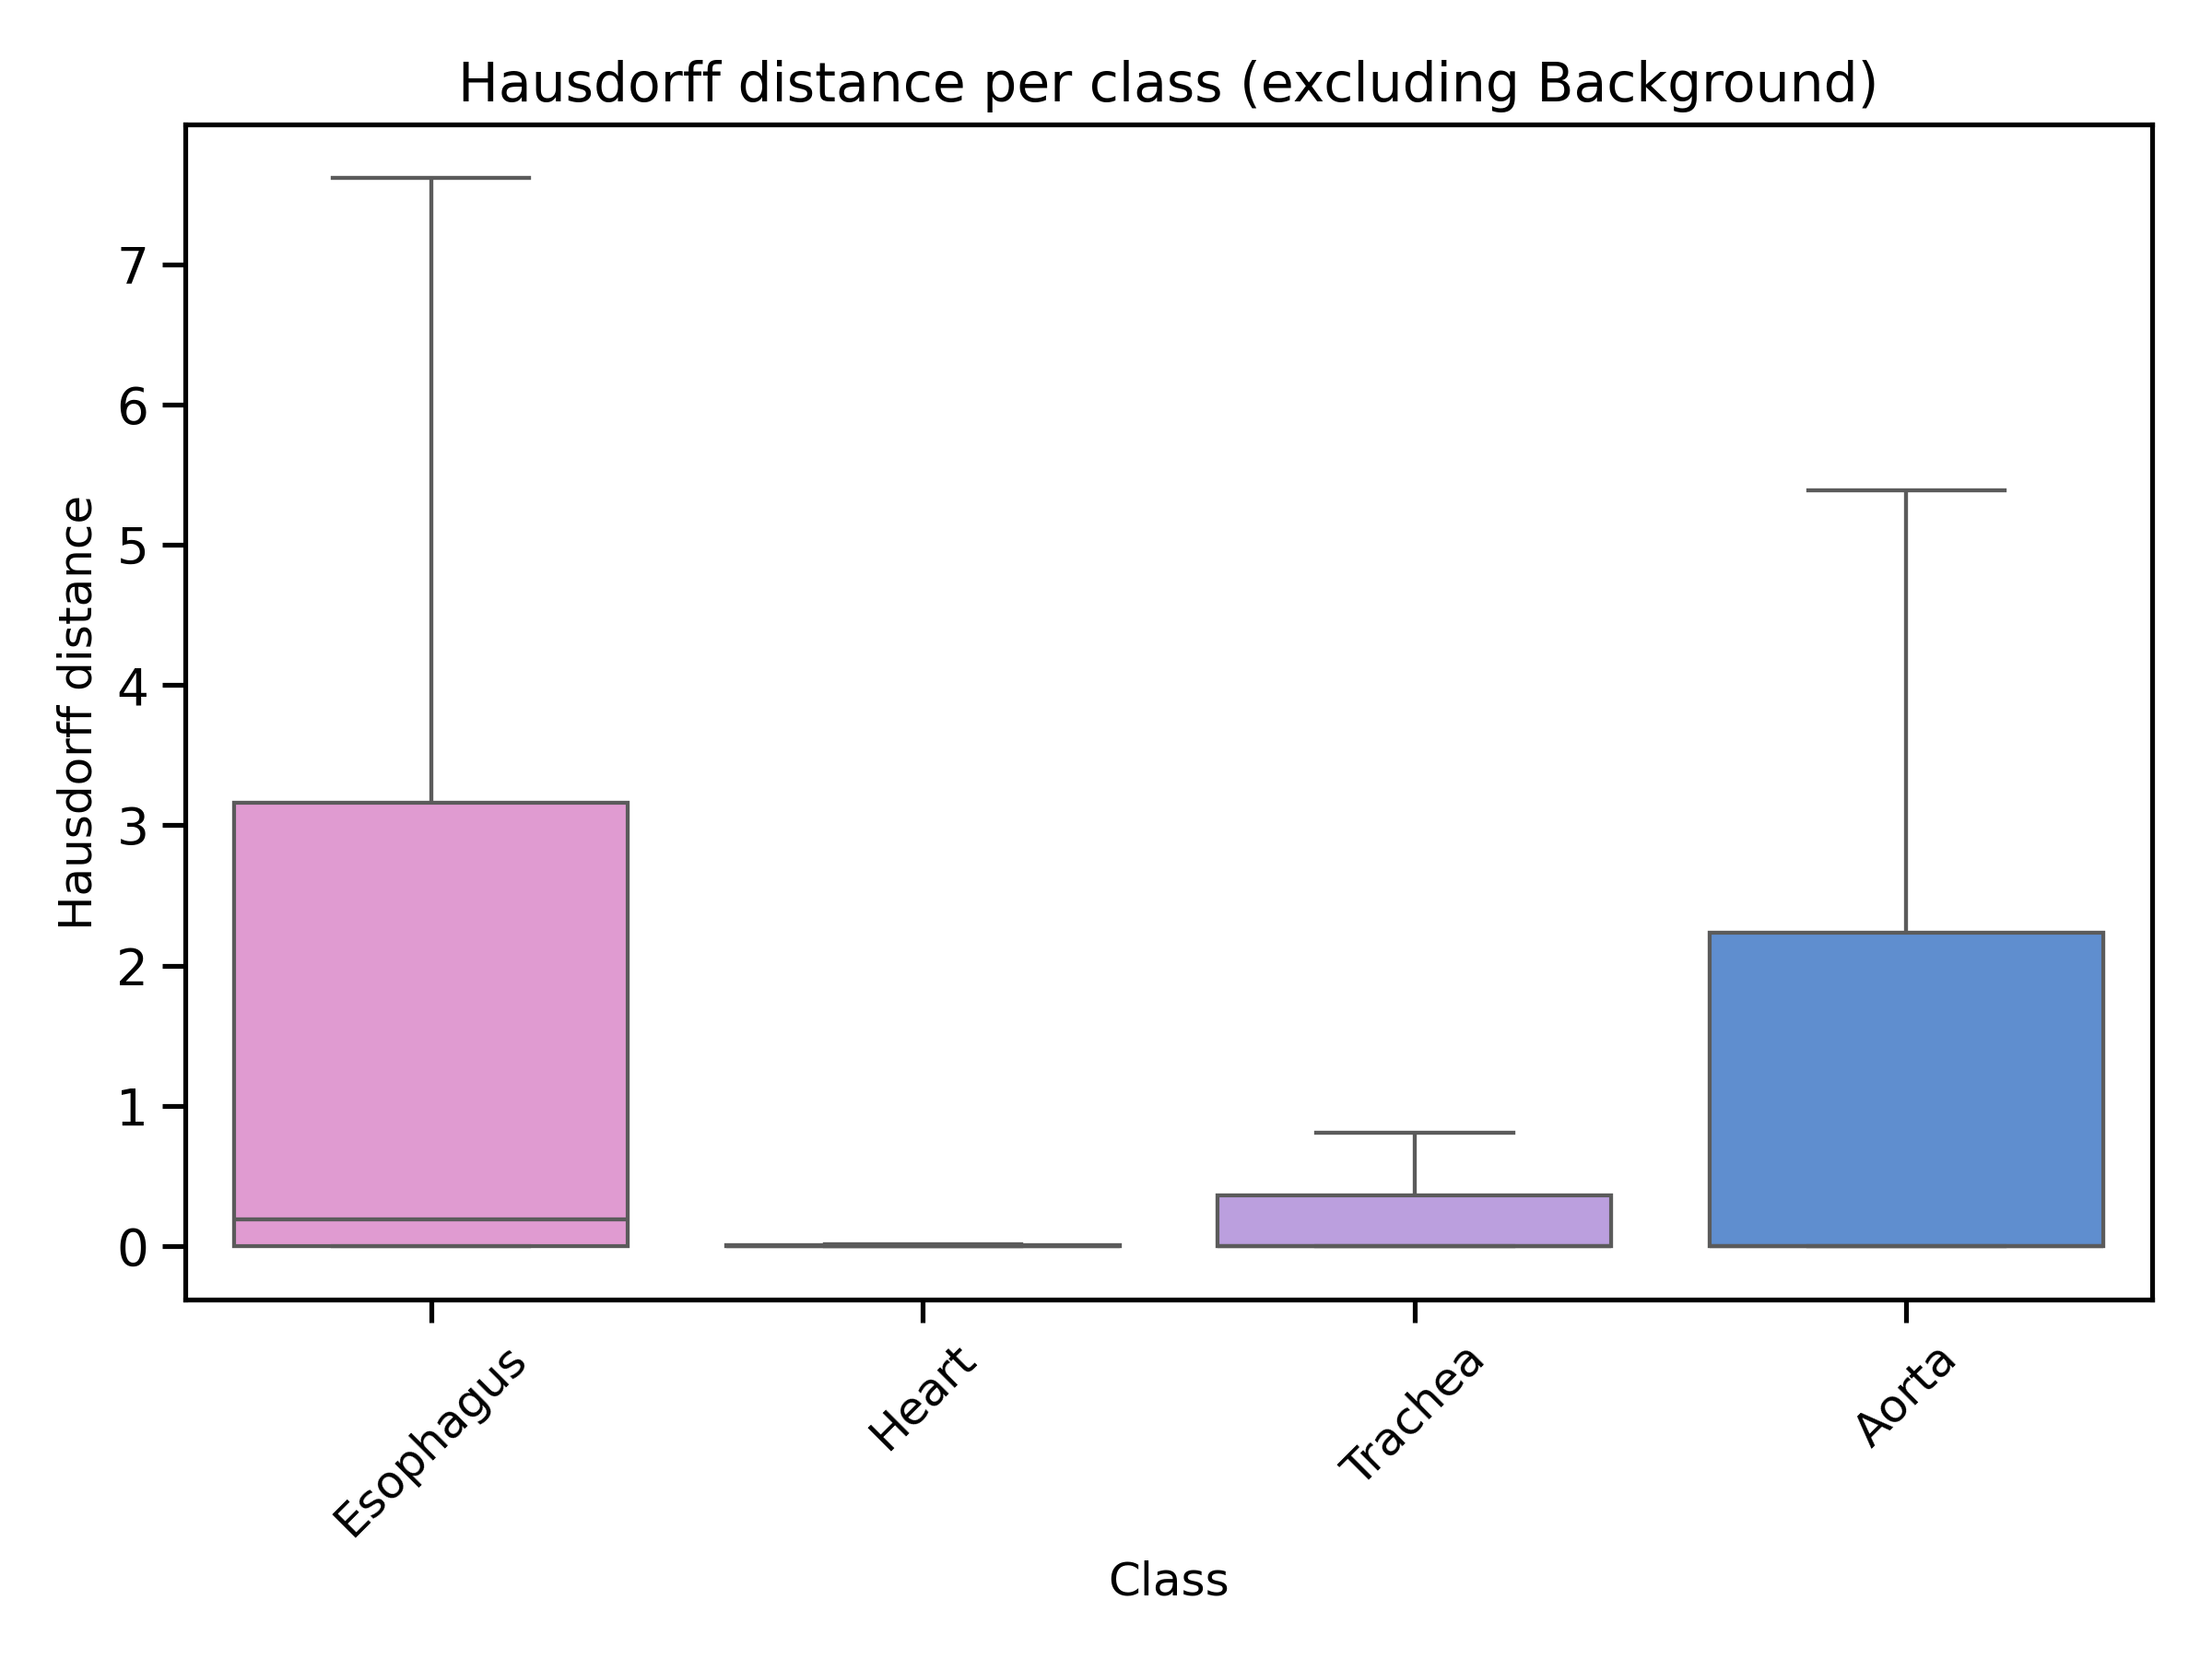 Hausdorff distance per class (excluding Background)
Hausdorff distance
7
6
5
4
3
2
1
0
Esophagus
Heart
Trachea
Aorta
Class